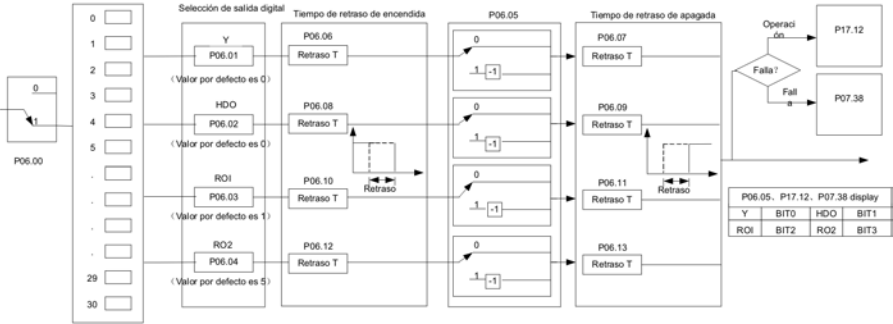 Selección de salida digital
Tiempo de retraso de encendida
P06.05
Tiempo de retraso de apagada
0
1
P06.00
0
1
2
3
4
5
.
.
.
.
29
30
Y
P06.01
(Valor por defecto es 0)
HDO
P06.02
(Valor por defecto es 0)
ROI
P06.03
(Valor por defecto es 1)
RO2
P06.04
(Valor por defecto es 5)
P06.06
Retraso T
P06.08
Retraso T
Retraso
P06.10
Retraso T
P06.12
Retraso T
0
1
-1
0
1
-1
0
1
-1
0
1
-1
P06.07
Retraso T
P06.09
Retraso T
Retraso
P06.11
Retraso T
P06.13
Retraso T
Operaci
ón
P17.12
Falla?
Fall
a
P07.38
P06.05、P17.12、P07.38 display
Y BIT0 HDO BIT1
ROI BIT2 RO2 BIT3